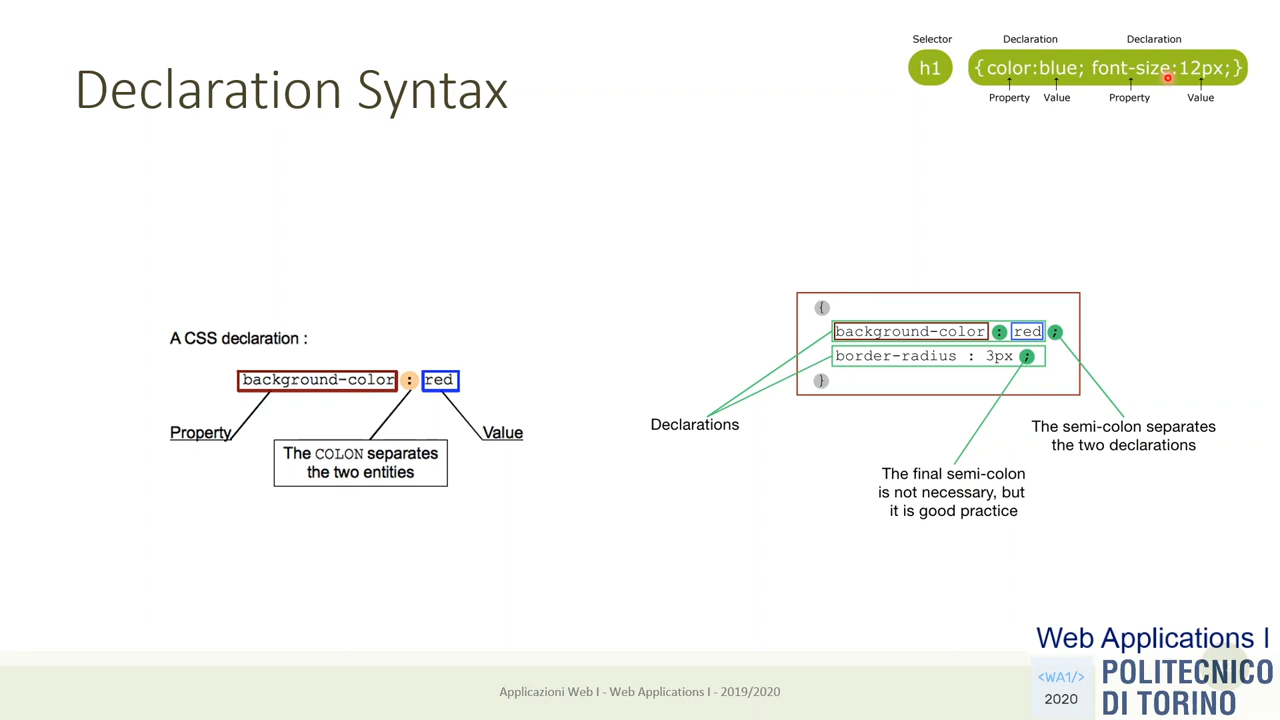 Declaration Syntax
Selector Declaration Declaration
h1 {color:blue; font-size:12px;}
Property Value Property Value
A CSS declaration :
background-color : red
Property Value
The COLON separates
the two entities
{
background-color : red ;
border-radius : 3px ;
}
Declarations
The semi-colon separates
the two declarations
The final semi-colon
is not necessary, but
it is good practice
Applicazioni Web I - Web Applications I - 2019/2020
Web Applications I
<WA1/>
2020
POLITECNICO
DI TORINO